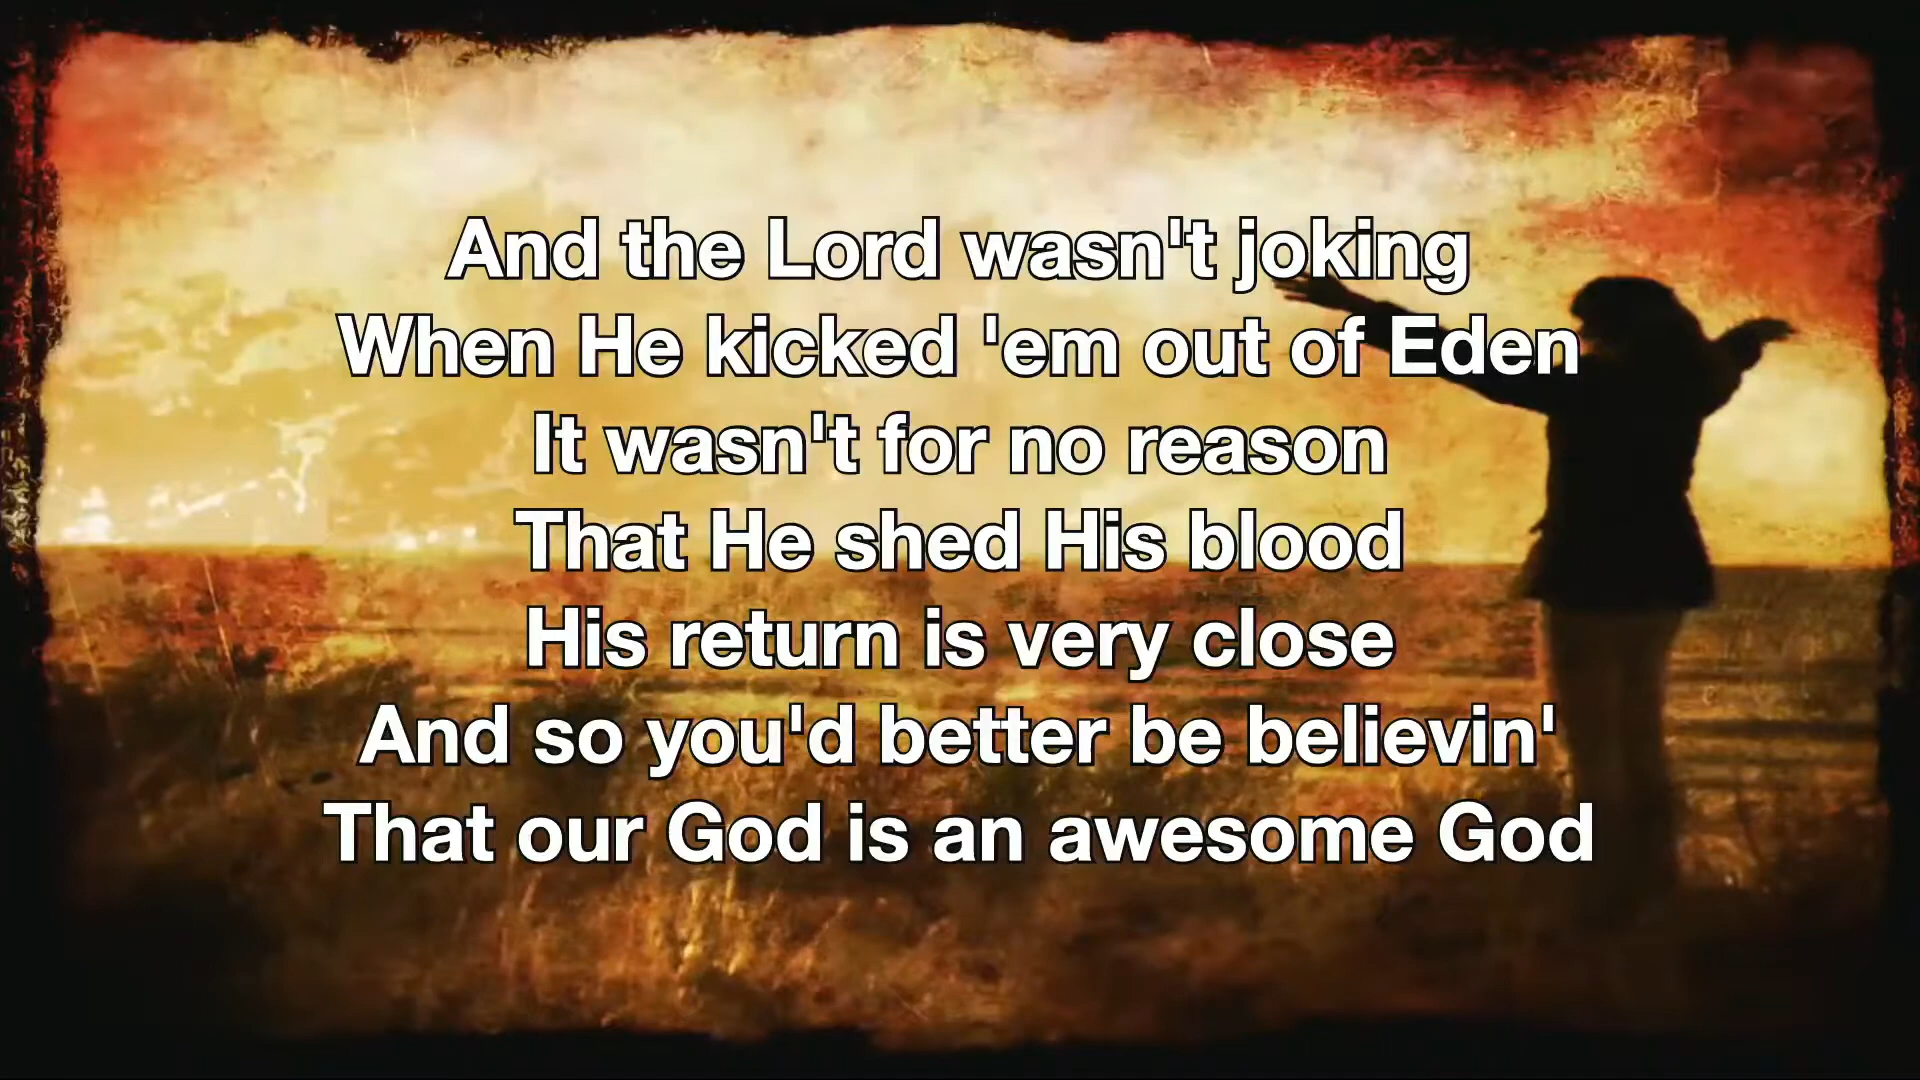 And the Lord wasn't joking
When He kicked 'em out of Eden
It wasn't for no reason
That He shed His blood
His return is very close
And so you'd better be believin'
That our God is an awesome God